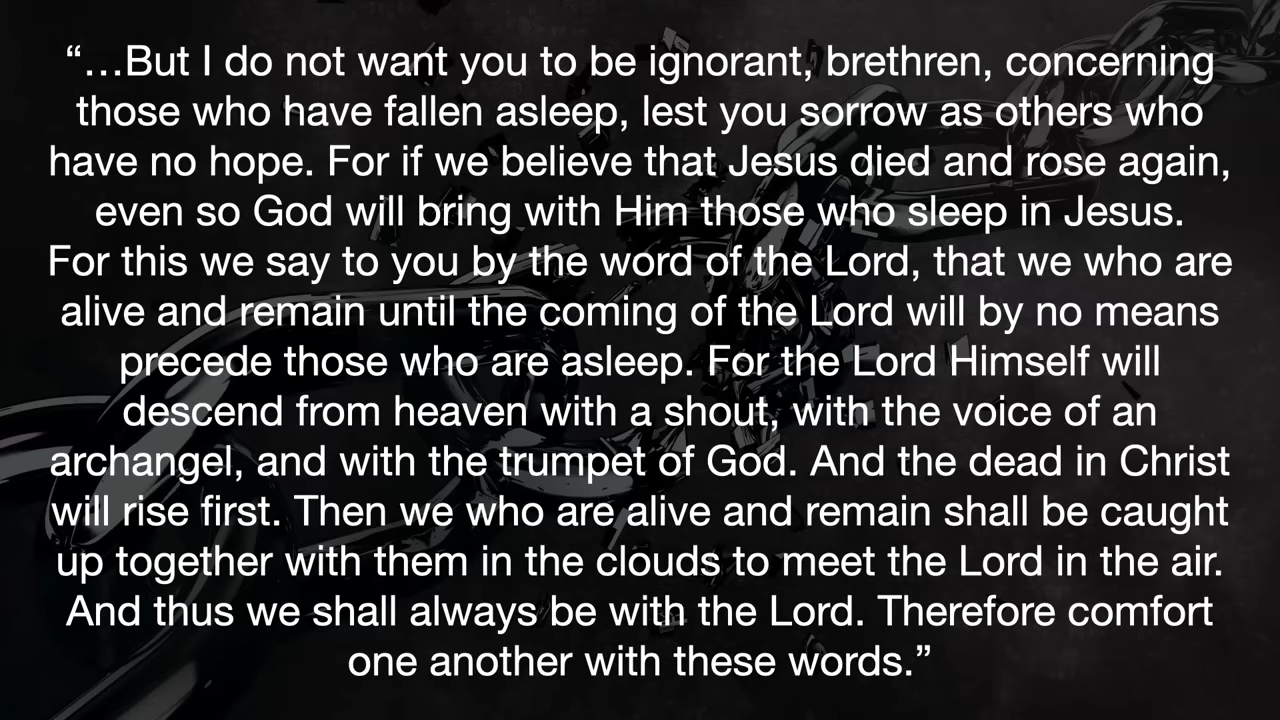 “…But I do not want you to be ignorant, brethren, concerning
those who have fallen asleep, lest you sorrow as others who
have no hope. For if we believe that Jesus died and rose again,
even so God will bring with Him those who sleep in Jesus.
For this we say to you by the word of the Lord, that we who are
alive and remain until the coming of the Lord will by no means
precede those who are asleep. For the Lord Himself will
descend from heaven with a shout, with the voice of an
archangel, and with the trumpet of God. And the dead in Christ
will rise first. Then we who are alive and remain shall be caught
up together with them in the clouds to meet the Lord in the air.
And thus we shall always be with the Lord. Therefore comfort
one another with these words.”